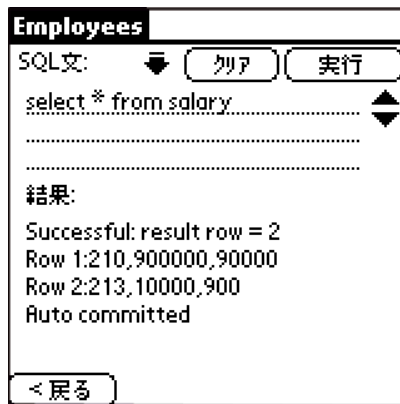 Employees
SQL文: クリア 実行
select * from salary
結果:
Successful: result row = 2
Row 1:210,900000,90000
Row 2:213,10000,900
Auto committed
<戻る